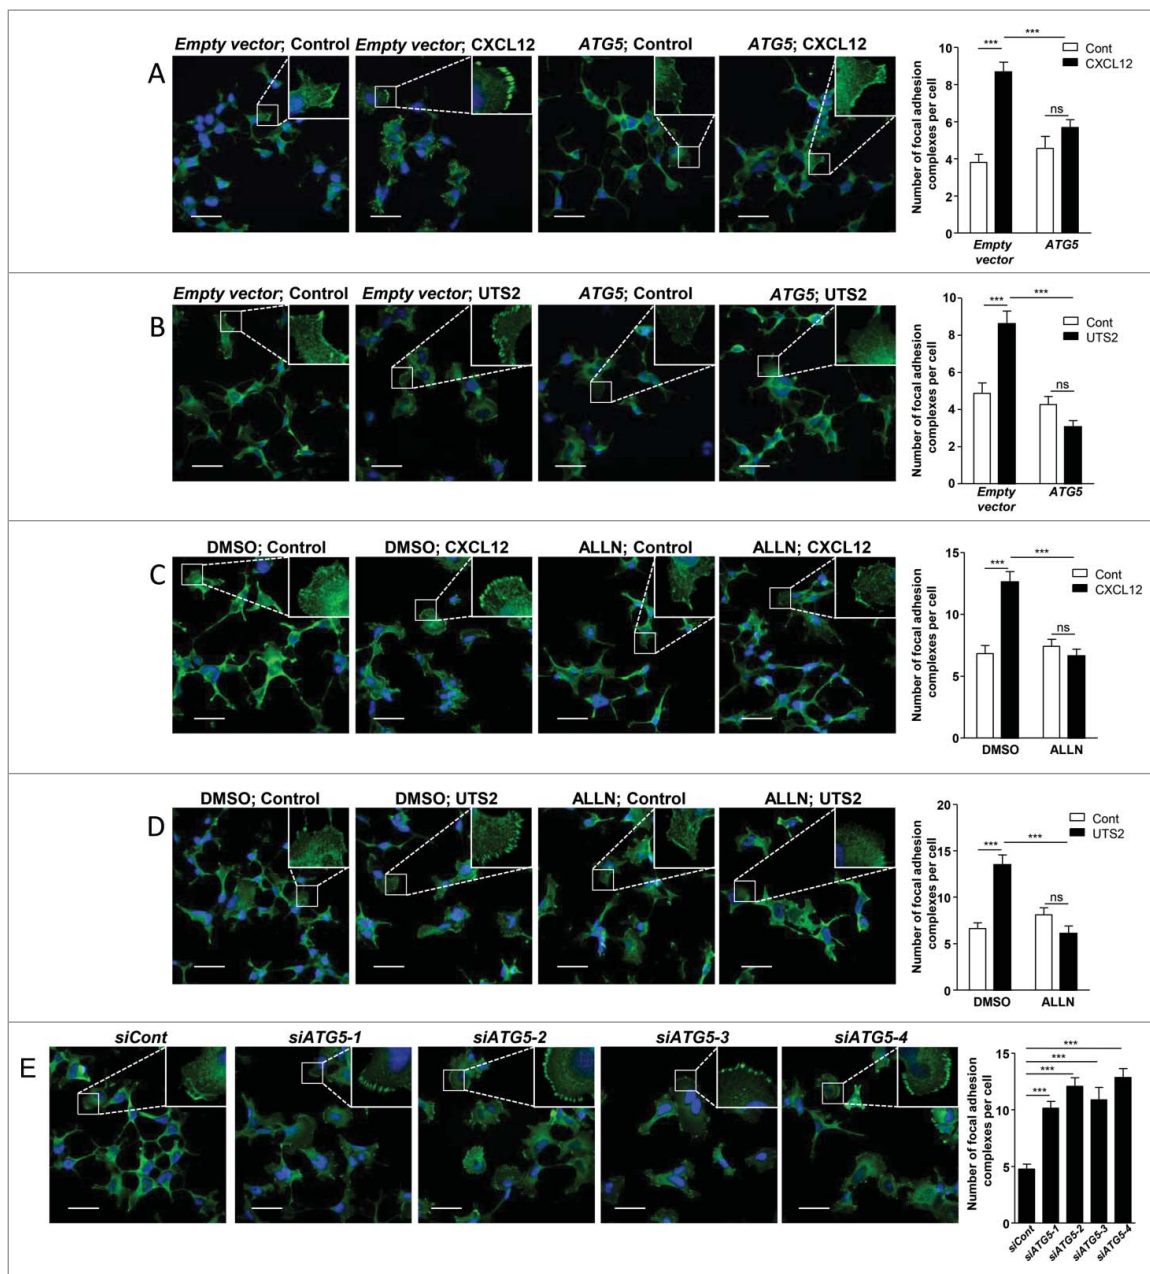 A
Empty vector; Control
Empty vector; CXCL12
ATG5; Control
ATG5; CXCL12
Number of focal adhesion
complexes per cell
10
8
6
4
2
0
***
***
ns
Cont
CXCL12
Empty
vector
ATG5
B
Empty vector; Control
Empty vector; UTS2
ATG5; Control
ATG5; UTS2
Number of focal adhesion
complexes per cell
10
8
6
4
2
0
***
***
ns
Cont
UTS2
Empty
vector
ATG5
C
DMSO; Control
DMSO; CXCL12
ALLN; Control
ALLN; CXCL12
Number of focal adhesion
complexes per cell
15
10
5
0
***
***
ns
Cont
CXCL12
DMSO
ALLN
D
DMSO; Control
DMSO; UTS2
ALLN; Control
ALLN; UTS2
Number of focal adhesion
complexes per cell
20
15
10
5
0
***
***
ns
Cont
UTS2
DMSO
ALLN
E
siCont
siATG5-1
siATG5-2
siATG5-3
siATG5-4
Number of focal adhesion
complexes per cell
15
10
5
0
***
***
***
***
siCont
siATG5-1
siATG5-2
siATG5-3
siATG5-4